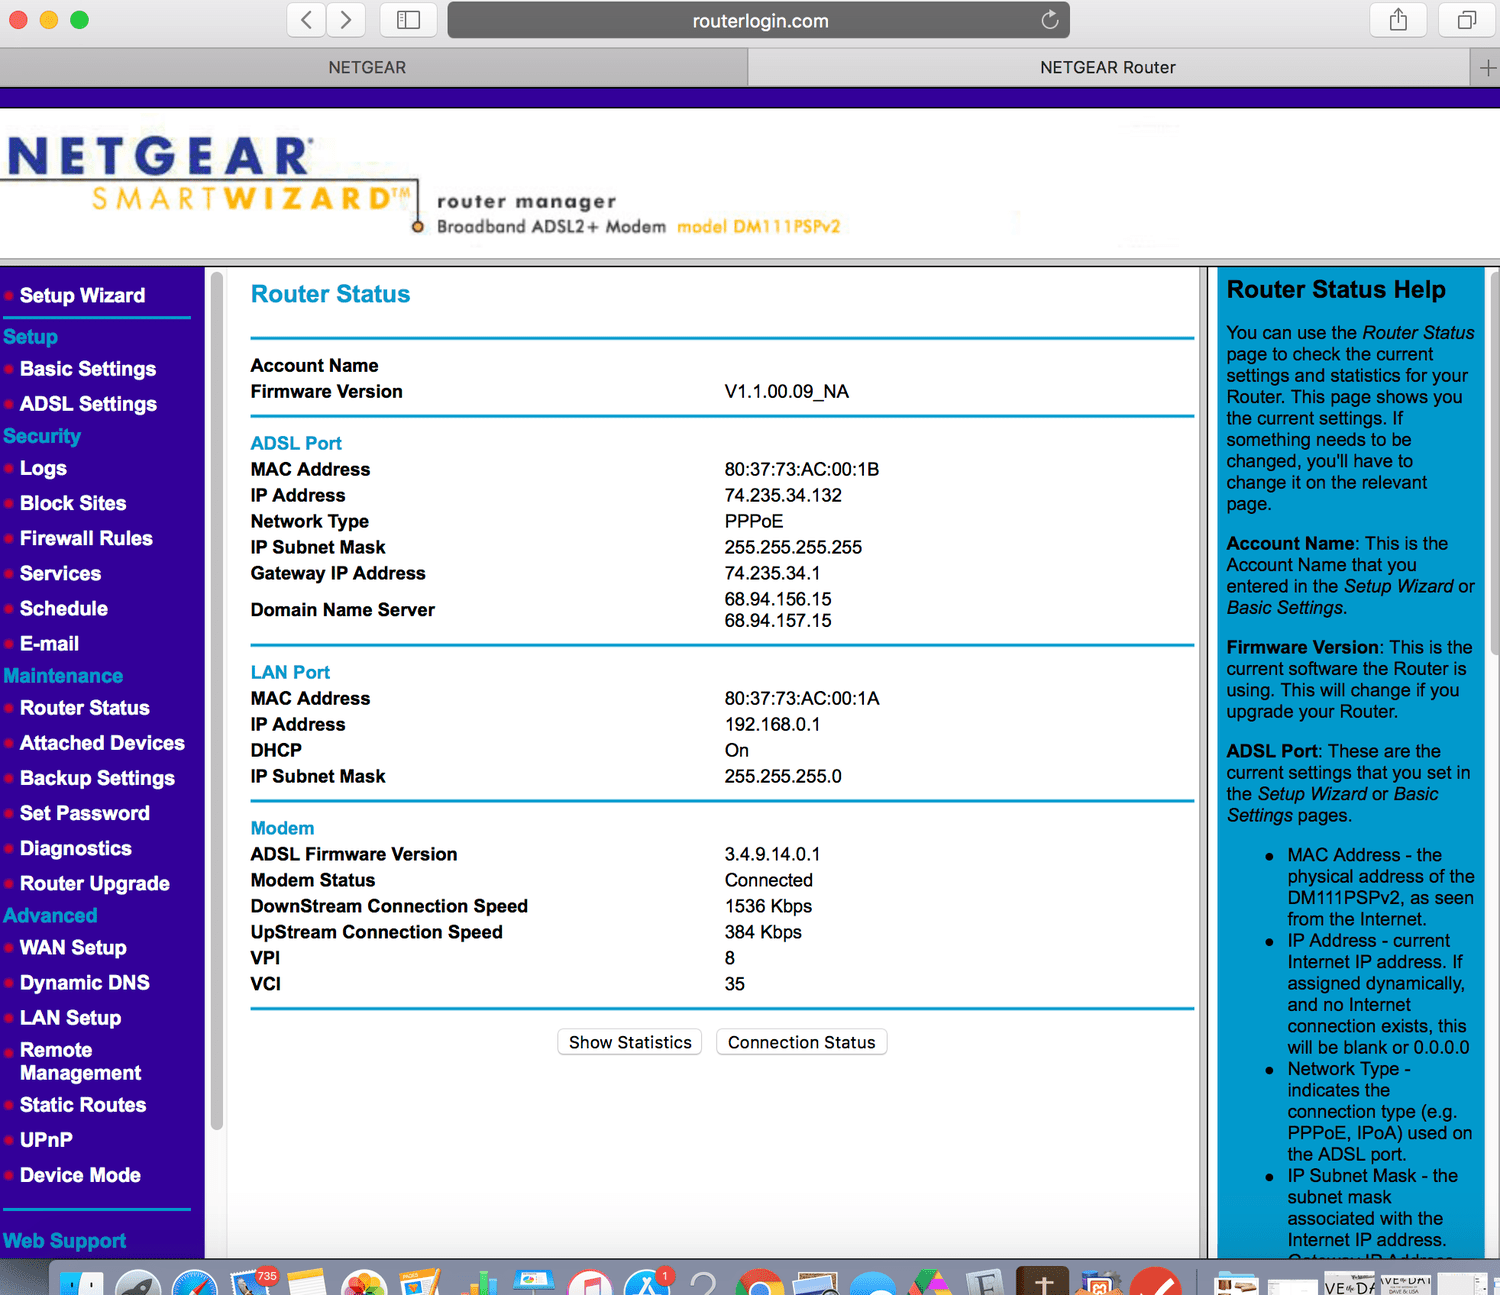 routerlogin.com
NETGEAR
NETGEAR Router
NETGEAR®
SMARTWIZARD™
router manager
Broadband ADSL2+ Modem model DM111PSPv2
Setup Wizard
Setup
Basic Settings
ADSL Settings
Security
Logs
Block Sites
Firewall Rules
Services
Schedule
E-mail
Maintenance
Router Status
Attached Devices
Backup Settings
Set Password
Diagnostics
Router Upgrade
Advanced
WAN Setup
Dynamic DNS
LAN Setup
Remote
Management
Static Routes
UPnP
Device Mode
Web Support
Router Status
Account Name
Firmware Version V1.1.00.09_NA
ADSL Port
MAC Address 80:37:73:AC:00:1B
IP Address 74.235.34.132
Network Type PPPoE
IP Subnet Mask 255.255.255.255
Gateway IP Address 74.235.34.1
Domain Name Server 68.94.156.15
68.94.157.15
LAN Port
MAC Address 80:37:73:AC:00:1A
IP Address 192.168.0.1
DHCP On
IP Subnet Mask 255.255.255.0
Modem
ADSL Firmware Version 3.4.9.14.0.1
Modem Status Connected
DownStream Connection Speed 1536 Kbps
UpStream Connection Speed 384 Kbps
VPI 8
VCI 35
Show Statistics Connection Status
Router Status Help
You can use the Router Status
page to check the current
settings and statistics for your
Router. This page shows you
the current settings. If
something needs to be
changed, you'll have to
change it on the relevant
page.
Account Name: This is the
Account Name that you
entered in the Setup Wizard or
Basic Settings.
Firmware Version: This is the
current software the Router is
using. This will change if you
upgrade your Router.
ADSL Port: These are the
current settings that you set in
the Setup Wizard or Basic
Settings pages.
• MAC Address - the
physical address of the
DM111PSPv2, as seen
from the Internet.
• IP Address - current
Internet IP address. If
assigned dynamically,
and no Internet
connection exists, this
will be blank or 0.0.0.0
• Network Type -
indicates the
connection type (e.g.
PPPoE, IPoA) used on
the ADSL port.
• IP Subnet Mask - the
subnet mask
associated with the
Internet IP address.
Gateway IP Address
735
PAGES
1